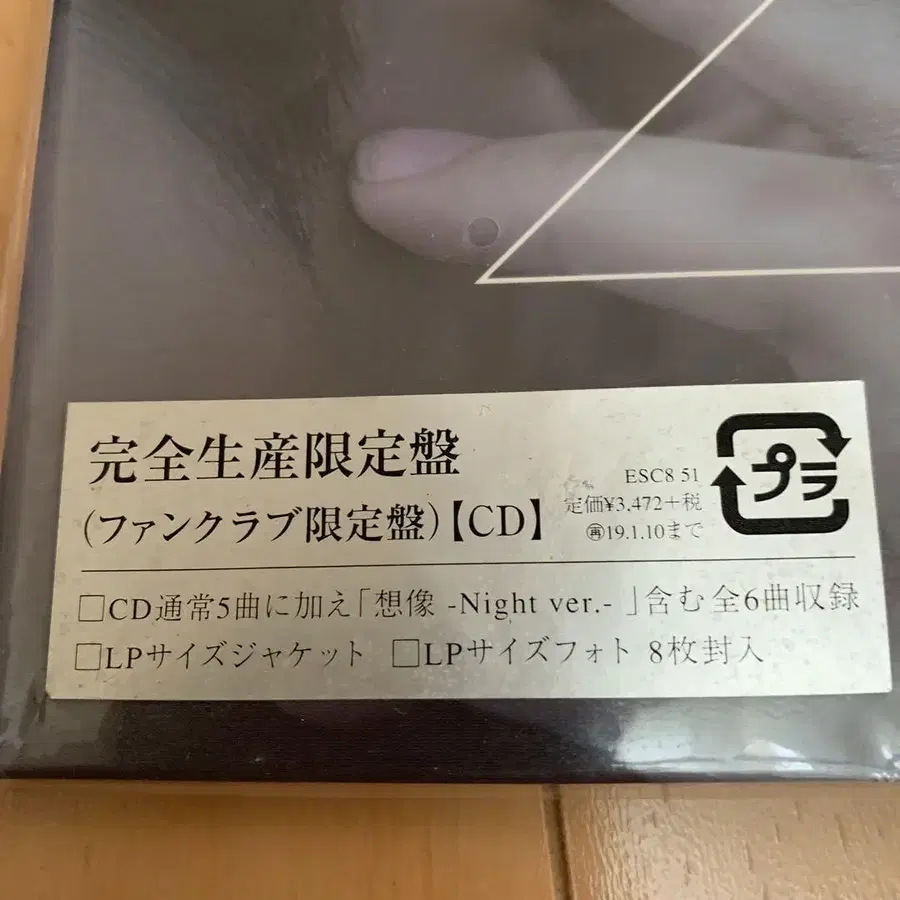 完全生産限定盤
(ファンクラブ限定盤)【CD】
ESC8 51
定価¥3,472+税
再19.1.10まで
プラ
□CD通常5曲に加え「想像 -Night ver.- 」含む 全6曲収録
□LPサイズジャケット □LPサイズフォト 8枚封入